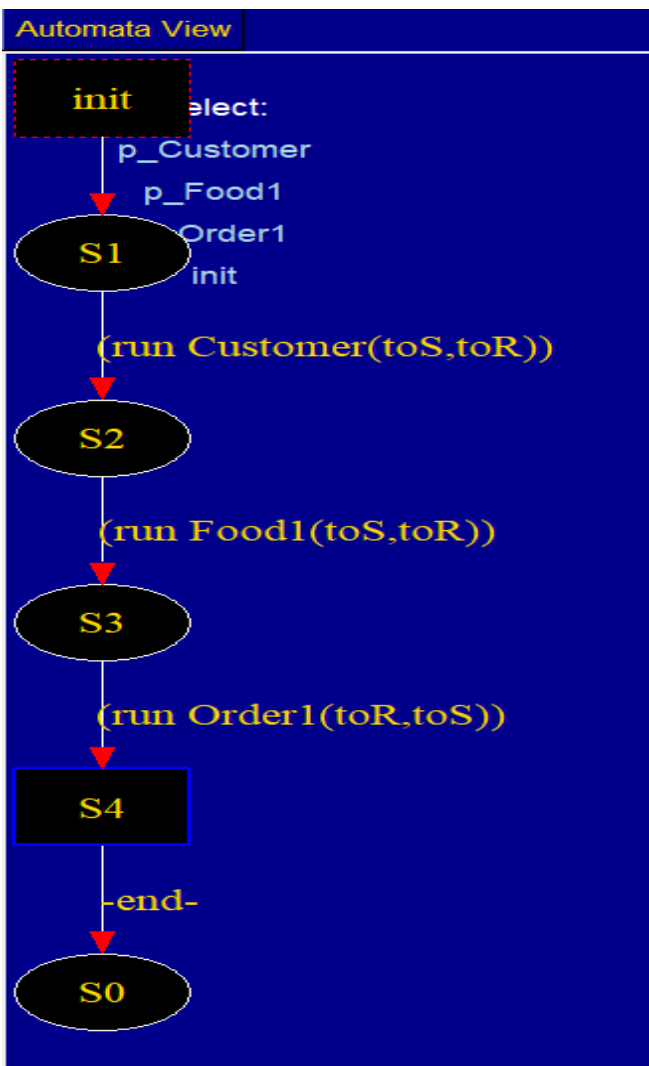 Automata View
init
elect:
p_Customer
p_Food1
Order1
S1
init
(run Customer(toS,toR))
S2
(run Food1(toS,toR))
S3
(run Order1(toR,toS))
S4
-end-
S0